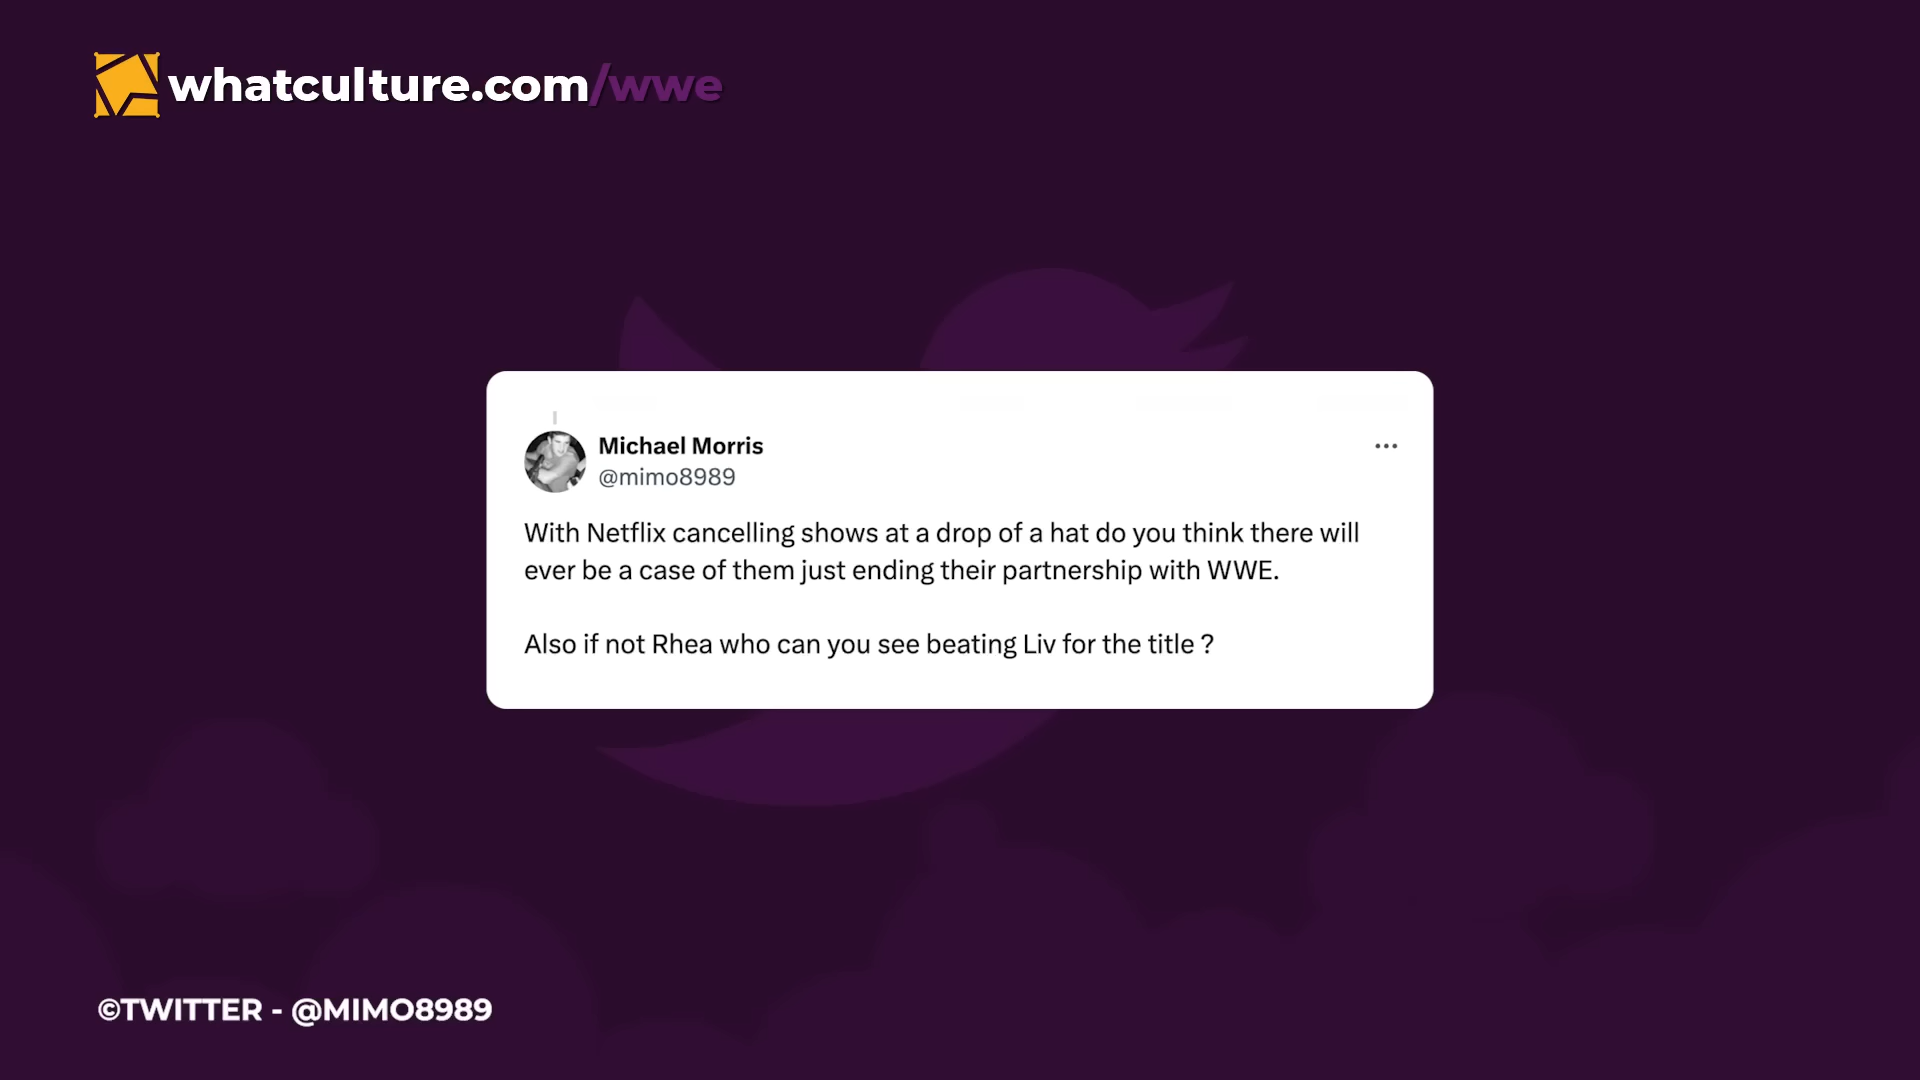 whatculture.com/wwe
Michael Morris
@mimo8989
With Netflix cancelling shows at a drop of a hat do you think there will
ever be a case of them just ending their partnership with WWE.
Also if not Rhea who can you see beating Liv for the title ?
©TWITTER - @MIMO8989